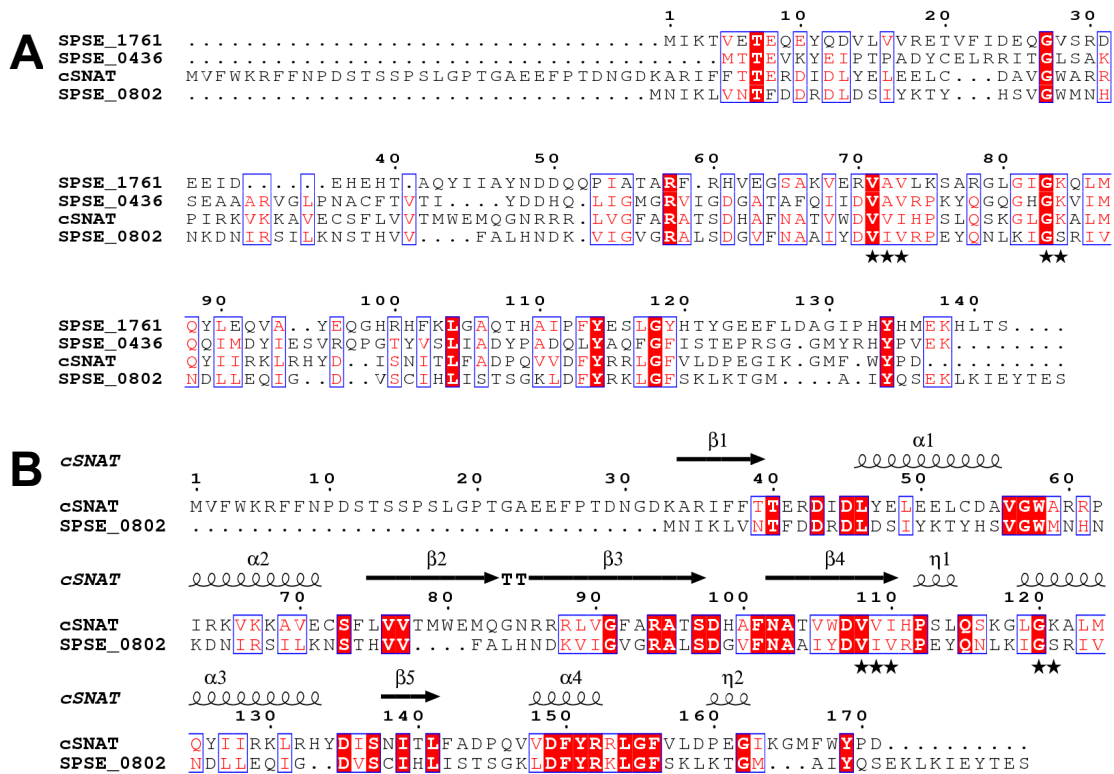 A
1 10 20 30
SPSE_1761 .................................MIKTVETEQEYQDVLVVRETVFIDEQGVSRD
SPSE_0436 .....................................MTTEVKYEIPTPADYCELRRITGLSAK
cSNAT MVFWKRFFNPDSTSSPSLGPTGAEEFPTDNGDKARIFFTTERDIDLYELEELC...DAVGWARR
SPSE_0802 ................................MNIKLVNTFDDRDLDSIYKTY...HSVGWMNH
40 50 60 70 80
SPSE_1761 EEID......EHEHT.AQYIIAYNDDQQPIATARF.RHVEGSAKVERVAVLKSARGLGIGKQLM
SPSE_0436 SEAAARVGLPNACFTVTI....YDDHQ.LIGMGRVIGDGATAFQIIDVAVRPKYQGQGHGKVIM
cSNAT PIRKVKKAVECSFLVVTMWEMQGNRRR.LVGFARATSDHAFNATVWDVVIHPSLQSKGLGKALM
SPSE_0802 NKDNIRSILKNSTHVV....FALHNDK.VIGVGRALSDGVFNAAIYDVIVRPEYQNLKIGSRIV
★★★ ★★
90 100 110 120 130 140
SPSE_1761 QYLEQVA..YEQGHRHFKLGAQTHAIPFYESLGYHTYGEEFLDAGIPHYHMEKHLTS....
SPSE_0436 QQIMDYIESVRQPGTYVSLIADYPADQLYAQFGFISTEPRSG.GMYRHYPVEK........
cSNAT QYIIRKLRHYD..ISNITLFADPQVVDFYRRLGFVLDPEGIK.GMF.WYPD..........
SPSE_0802 NDLLEQIG..D..VSCIHLISTSGKLDFYRKLGFSKLKTGM...A.IYQSEKLKIEYTES
B
cSNAT β1 α1
1 10 20 30 40 50 60
cSNAT MVFWKRFFNPDSTSSPSLGPTGAEEFPTDNGDKARIFFTTERDIDLYELEELCDAVGWARRP
SPSE_0802 ................................MNIKLVNTFDDRDLDSIYKTYHSVGWMNHN
cSNAT α2 β2 TT β3 β4 η1
70 80 90 100 110 120
cSNAT IRKVKKAVECSFLVVTMWEMQGNRRRLVGFARATSDHAFNATVWDVVIHPSLQSKGLGKALM
SPSE_0802 KDNIRSILKNSTHVV....FALHNDKVIGVGRALSDGVFNAAIYDVIVRPEYQNLKIGSRIV
★★★ ★★
cSNAT α3 β5 α4 η2
130 140 150 160 170
cSNAT QYIIRKLRHYDISNITLFADPQVVDFYRRLGFVLDPEGIKGMFWYPD..........
SPSE_0802 NDLLEQIG..DVSCIHLISTSGKLDFYRKLGFSKLKTGM...AIYQSEKLKIEYTES